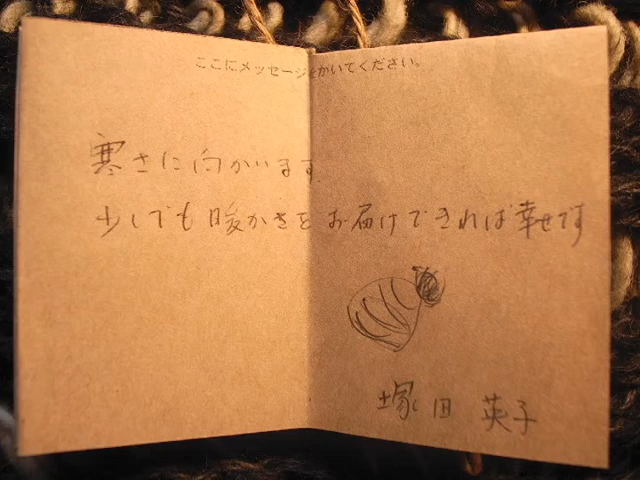 ここにメッセージをかいてください。
寒さに向かいます.
少しでも暖かさをお届けできれば幸せです
塚田 英子